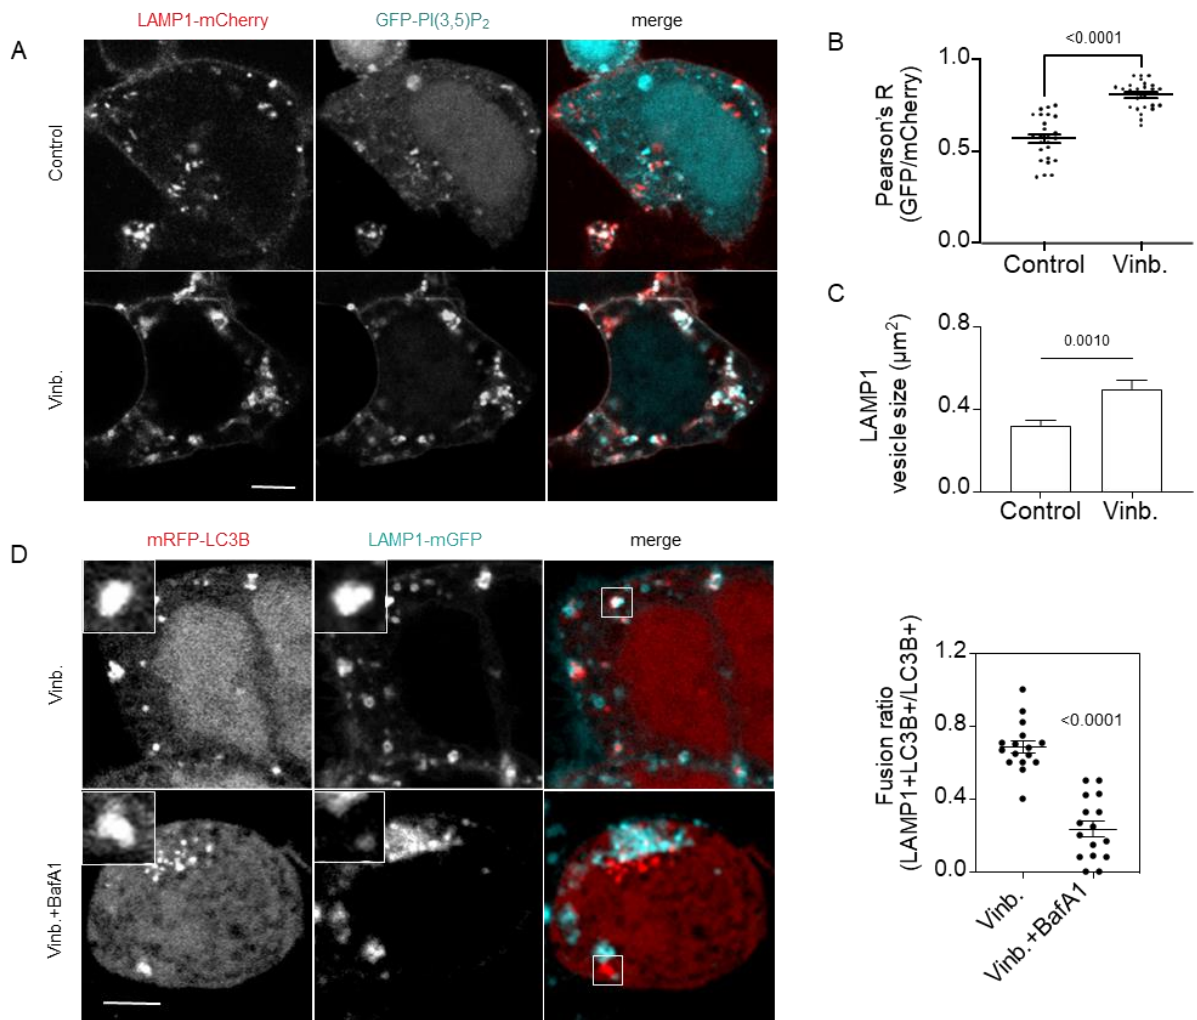 LAMP1-mCherry
GFP-PI(3,5)P₂
merge
A
Control
Vinb.
B
<0.0001
1.0
0.5
0.0
Pearson's R
(GFP/mCherry)
Control
Vinb.
C
0.0010
0.8
0.4
0.0
LAMP1
vesicle size (µm²)
Control
Vinb.
D
mRFP-LC3B
LAMP1-mGFP
merge
Vinb.
Vinb.+BafA1
Fusion ratio
(LAMP1+LC3B+/LC3B+)
1.2
0.8
0.4
0.0
<0.0001
Vinb.
Vinb.+BafA1